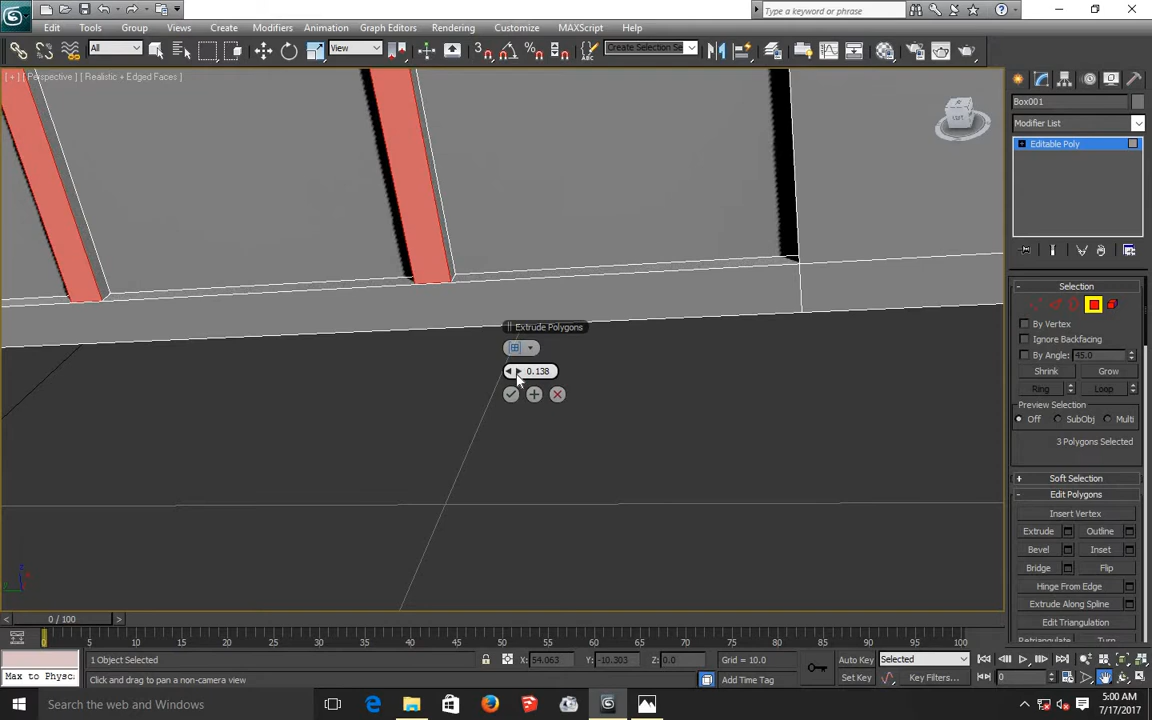 Type a keyword or phrase
Edit Tools Group Views Create Modifiers Animation Graph Editors Rendering Customize MAXScript Help
All View Create Selection Se
[ + ] [ Perspective ] [ Realistic + Edged Faces ]
Box001
Modifier List
Editable Poly
Selection
By Vertex
Ignore Backfacing
By Angle: 45.0
Shrink Grow
Ring Loop
Preview Selection
Off SubObj Multi
3 Polygons Selected
Soft Selection
Edit Polygons
Insert Vertex
Extrude Outline
Bevel Inset
Bridge Flip
Hinge From Edge
Extrude Along Spline
Edit Triangulation
Retriangulate Turn
Extrude Polygons
0.138
0 / 100
0 5 10 15 20 25 30 35 40 45 50 55 60 65 70 75 80 85 90 95 100
1 Object Selected X: 54.063 Y: -10.303 Z: 0.0 Grid = 10.0 Auto Key Selected
Max to Physc Click and drag to pan a non-camera view Add Time Tag Set Key Key Filters... 0
Search the web and Windows
5:00 AM
7/17/2017